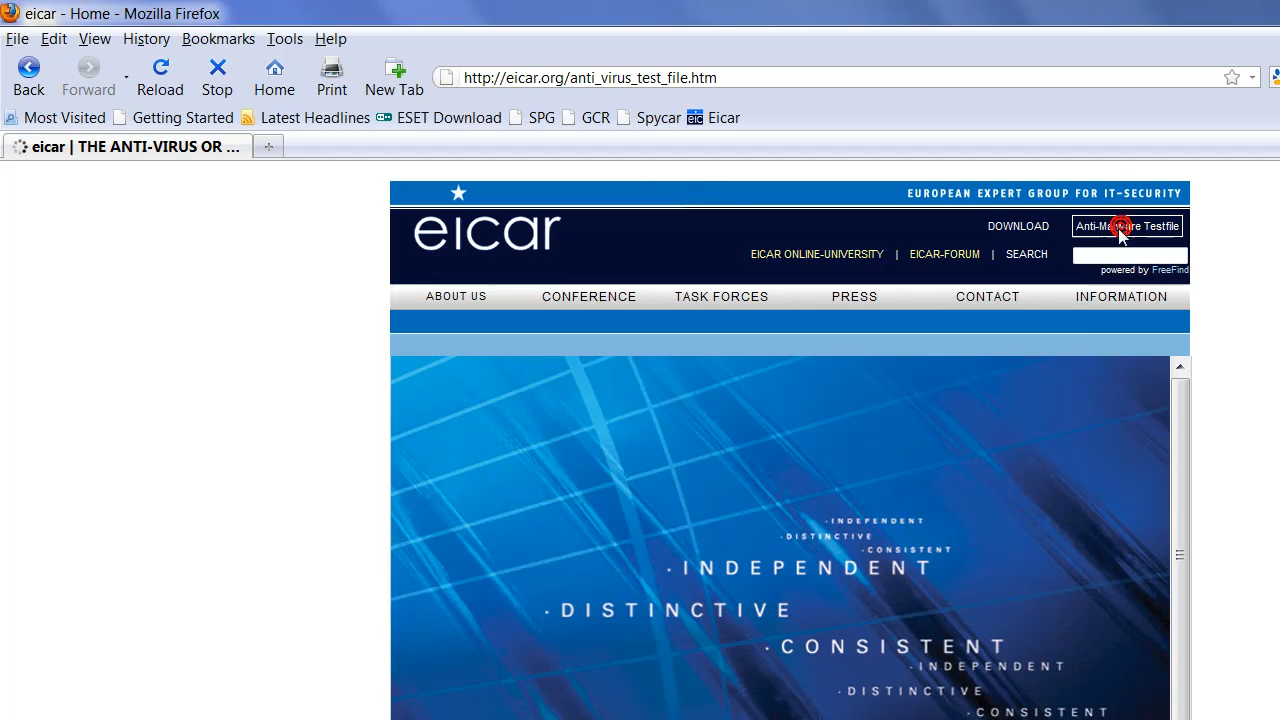 eicar - Home - Mozilla Firefox
File Edit View History Bookmarks Tools Help
Back Forward Reload Stop Home Print New Tab http://eicar.org/anti_virus_test_file.htm
Most Visited Getting Started Latest Headlines ESET Download SPG GCR Spycar eic Eicar
eicar | THE ANTI-VIRUS OR ...
EUROPEAN EXPERT GROUP FOR IT-SECURITY
eicar
DOWNLOAD Anti-Malware Testfile
EICAR ONLINE-UNIVERSITY | EICAR-FORUM | SEARCH
powered by FreeFind
ABOUT US CONFERENCE TASK FORCES PRESS CONTACT INFORMATION
· INDEPENDENT
· DISTINCTIVE
· CONSISTENT
· INDEPENDENT
· DISTINCTIVE
· CONSISTENT
· INDEPENDENT
· DISTINCTIVE
· CONSISTENT